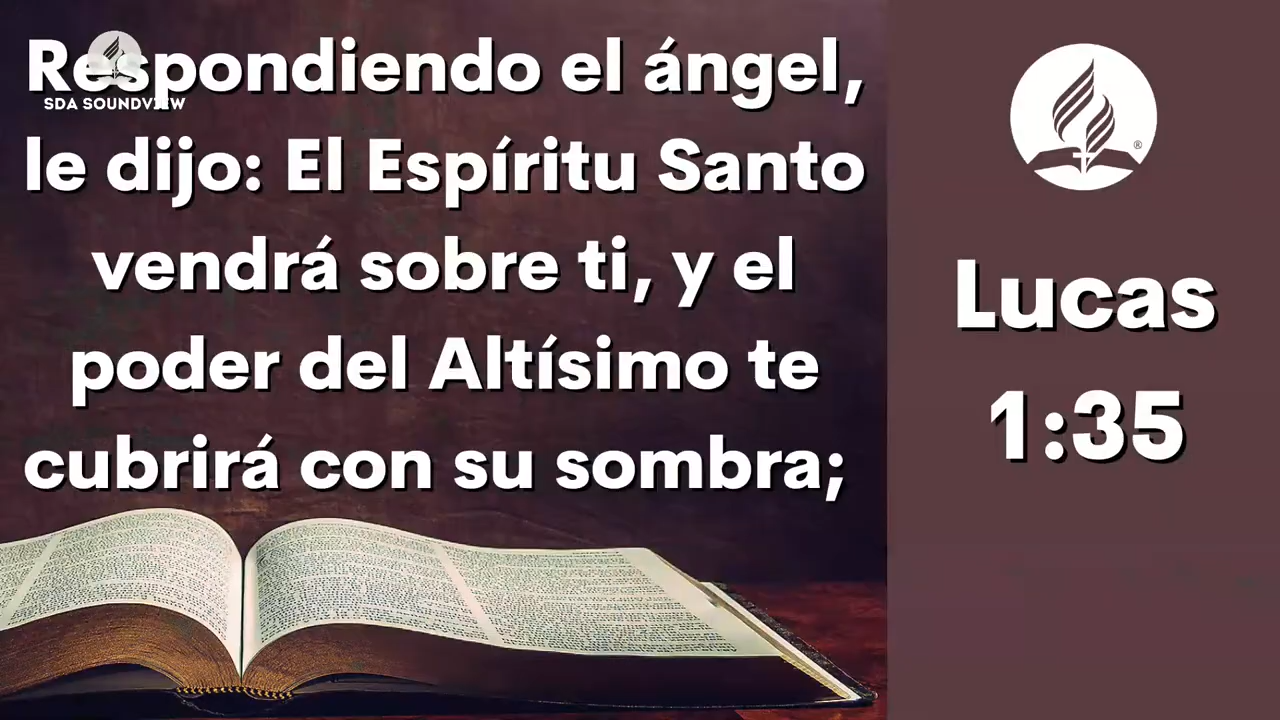 Respondiendo el ángel,
SDA SOUNDVIEW
le dijo: El Espíritu Santo
vendrá sobre ti, y el
poder del Altísimo te
cubrirá con su sombra;
Lucas
1:35